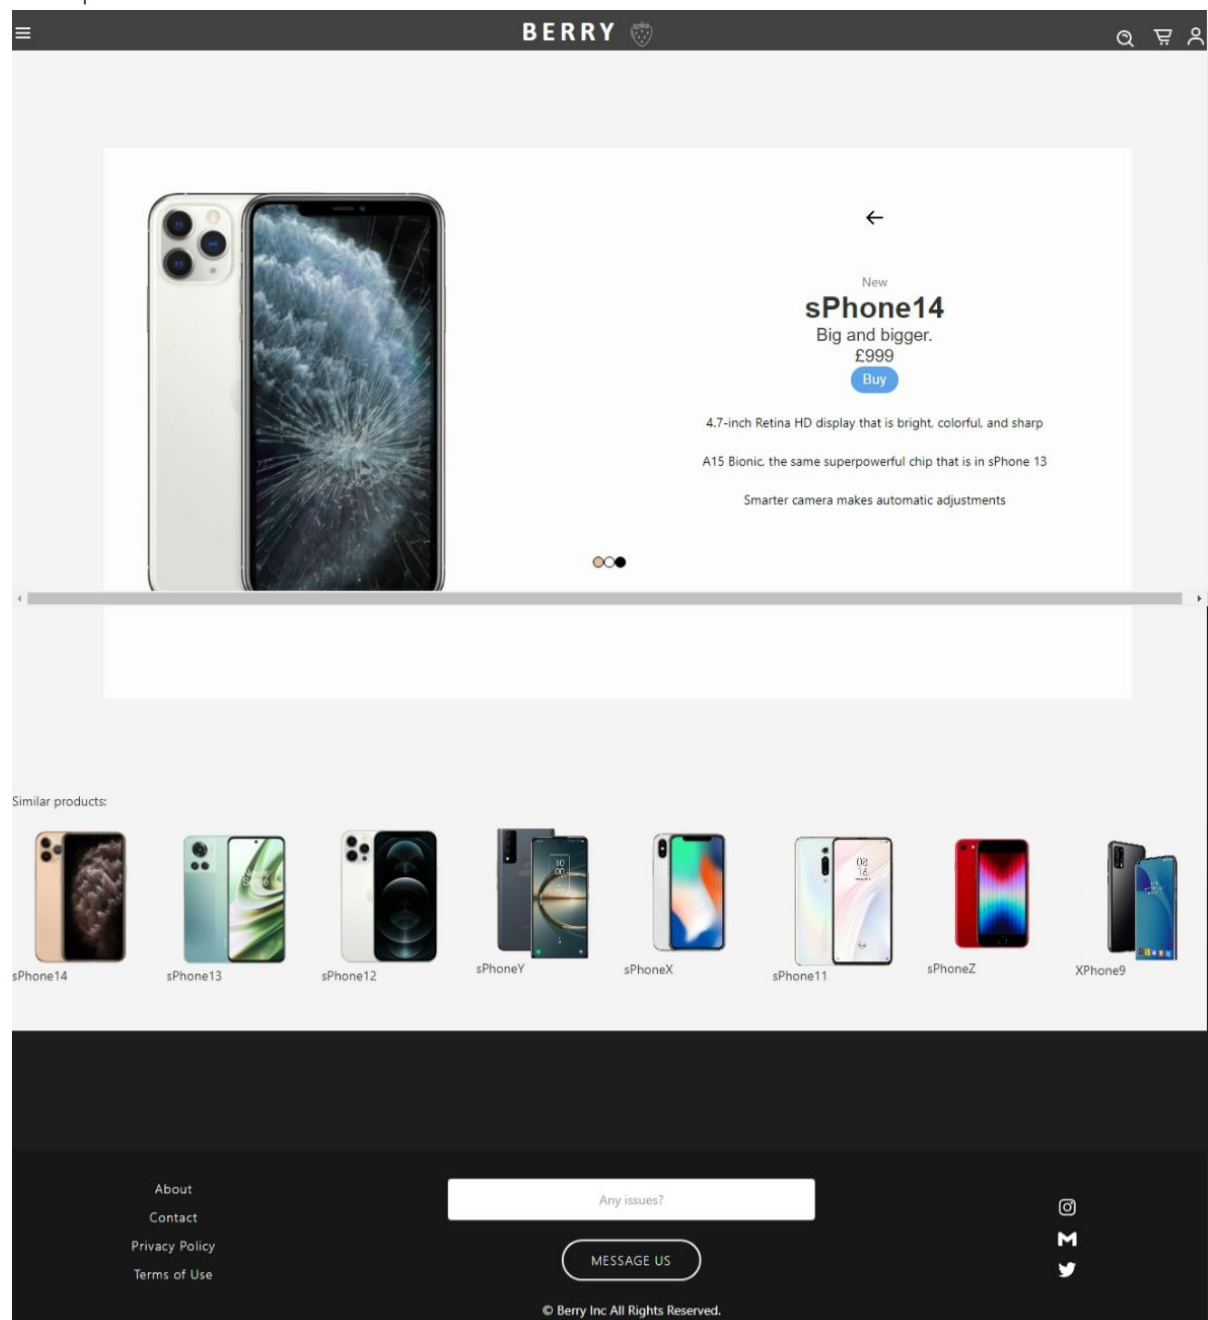 BERRY
New
sPhone14
Big and bigger.
£999
Buy
4.7-inch Retina HD display that is bright, colorful, and sharp
A15 Bionic, the same superpowerful chip that is in sPhone 13
Smarter camera makes automatic adjustments
Similar products:
sPhone14
sPhone13
sPhone12
sPhoneY
sPhoneX
sPhone11
sPhoneZ
XPhone9
About
Contact
Privacy Policy
Terms of Use
Any issues?
MESSAGE US
© Berry Inc All Rights Reserved.